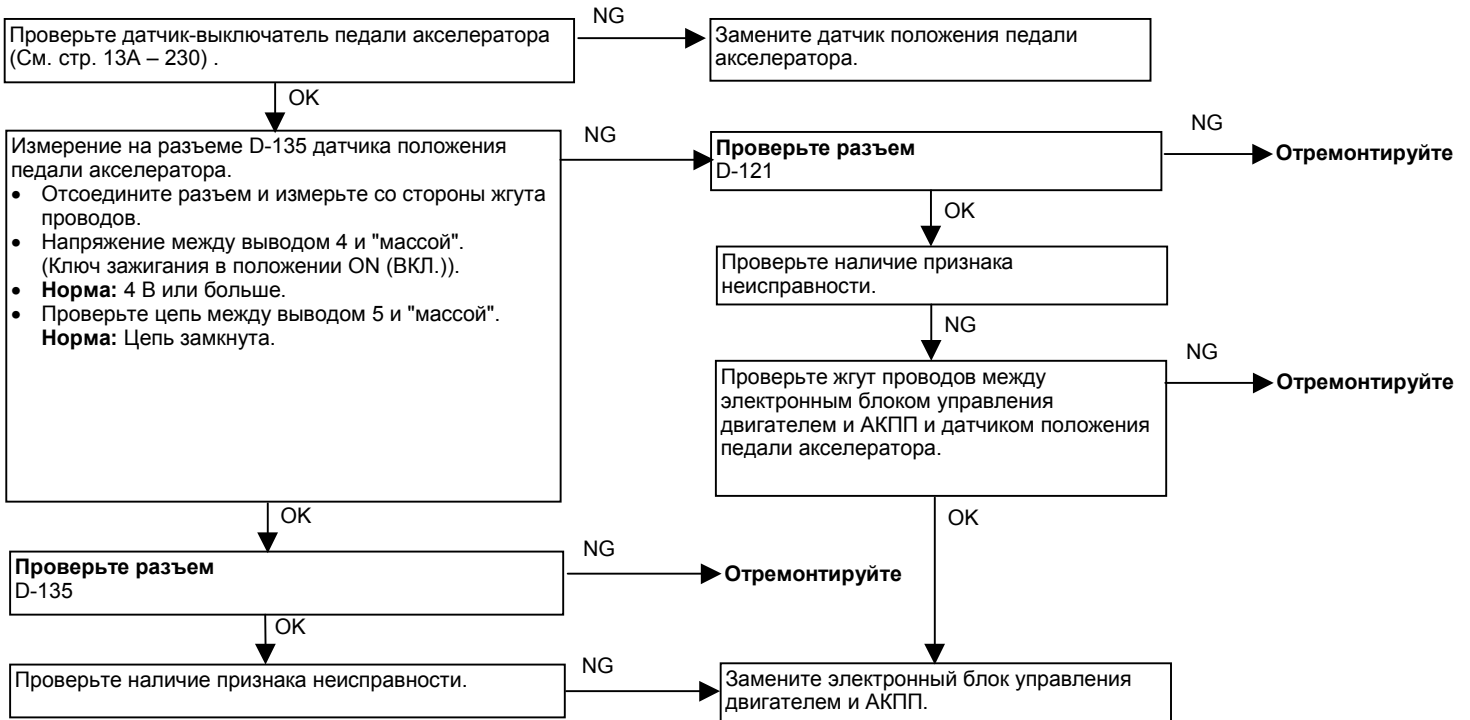 Проверьте датчик-выключатель педали акселератора
(См. стр. 13A – 230) .
NG
Замените датчик положения педали
акселератора.
OK
Измерение на разъеме D-135 датчика положения
педали акселератора.
• Отсоедините разъем и измерьте со стороны жгута
проводов.
• Напряжение между выводом 4 и "массой".
(Ключ зажигания в положении ON (ВКЛ.)).
• Норма: 4 В или больше.
• Проверьте цепь между выводом 5 и "массой".
Норма: Цепь замкнута.
NG
Проверьте разъем
D-121
NG
Отремонтируйте
OK
Проверьте наличие признака
неисправности.
NG
Проверьте жгут проводов между
электронным блоком управления
двигателем и АКПП и датчиком положения
педали акселератора.
NG
Отремонтируйте
OK
OK
Проверьте разъем
D-135
NG
Отремонтируйте
OK
Проверьте наличие признака неисправности.
NG
Замените электронный блок управления
двигателем и АКПП.